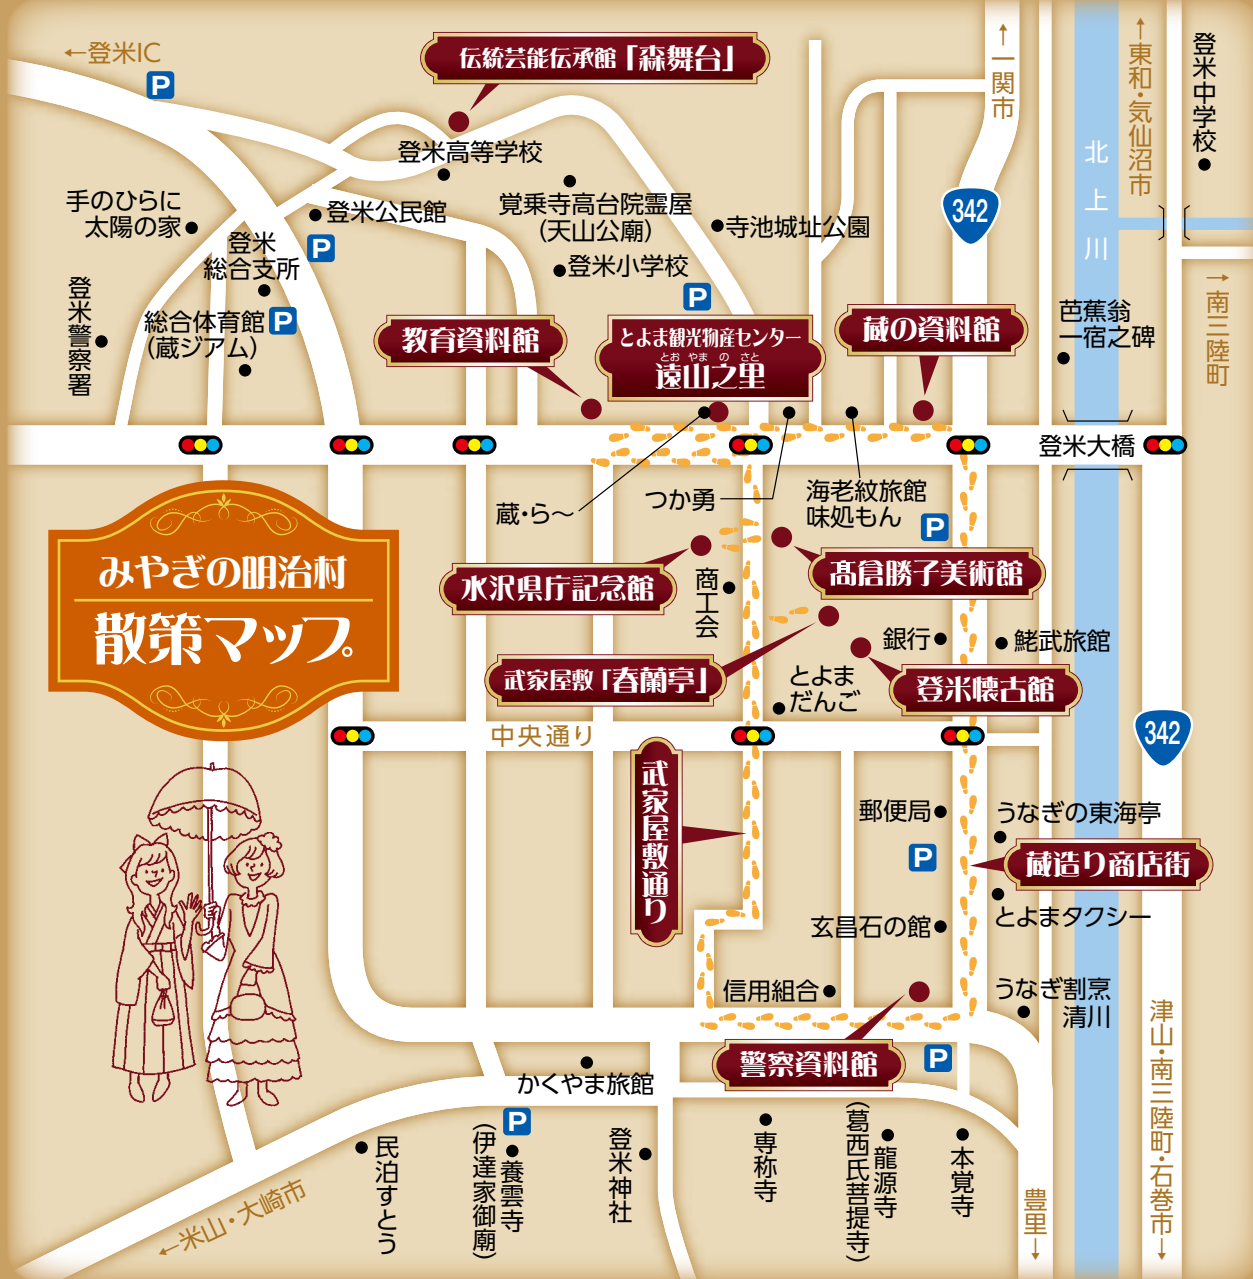 ←登米IC
P
伝統芸能伝承館「森舞台」
←一関市
←東和・気仙沼市
登米中学校
北上川
登米高等学校
手のひらに
太陽の家
登米公民館
覚乗寺高台院霊屋
（天山公廟）
寺池城址公園
342
登米
総合支所
P
登米小学校
P
→南三陸町
登米警察署
総合体育館
（蔵ジアム）
P
教育資料館
とよま観光物産センター
とおやまのさと
遠山之里
蔵の資料館
芭蕉翁
一宿之碑
登米大橋
蔵・ら〜
つか勇
海老紋旅館
味処もん
P
みやぎの明治村
散策マップ
水沢県庁記念館
商工会
髙倉勝子美術館
武家屋敷「春蘭亭」
銀行
鮱武旅館
とよま
だんご
登米懐古館
中央通り
342
武家屋敷通り
郵便局
うなぎの東海亭
P
蔵造り商店街
とよまタクシー
玄昌石の館
信用組合
うなぎ割烹
清川
警察資料館
P
かくやま旅館
津山・南三陸町・石巻市→
P
民泊すとう
養雲寺
（伊達家御廟）
登米神社
専称寺
龍源寺
（葛西氏菩提寺）
本覚寺
豊里→
←米山・大崎市